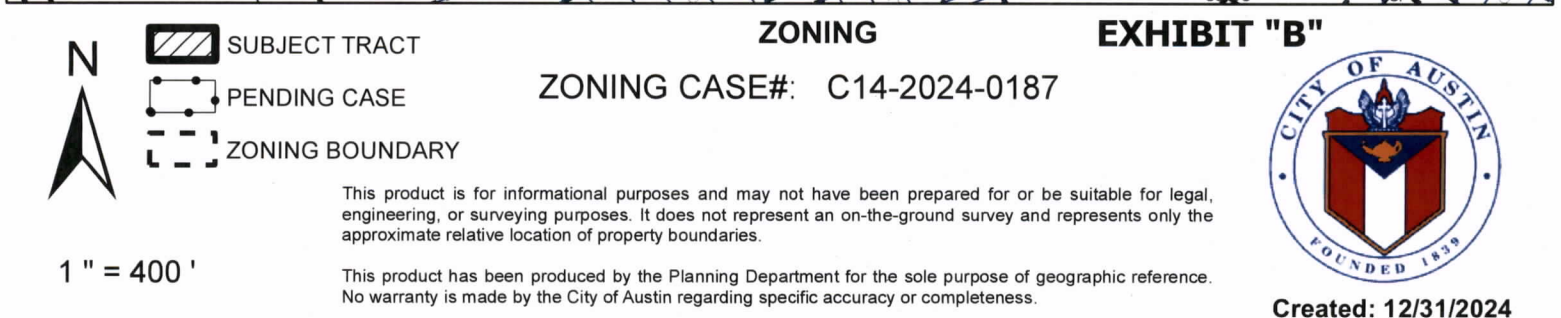 ZONING
EXHIBIT "B"
N
SUBJECT TRACT
PENDING CASE
ZONING BOUNDARY
ZONING CASE#: C14-2024-0187
This product is for informational purposes and may not have been prepared for or be suitable for legal,
engineering, or surveying purposes. It does not represent an on-the-ground survey and represents only the
approximate relative location of property boundaries.
1 " = 400 '
This product has been produced by the Planning Department for the sole purpose of geographic reference.
No warranty is made by the City of Austin regarding specific accuracy or completeness.
CITY OF AUSTIN
FOUNDED 1839
Created: 12/31/2024